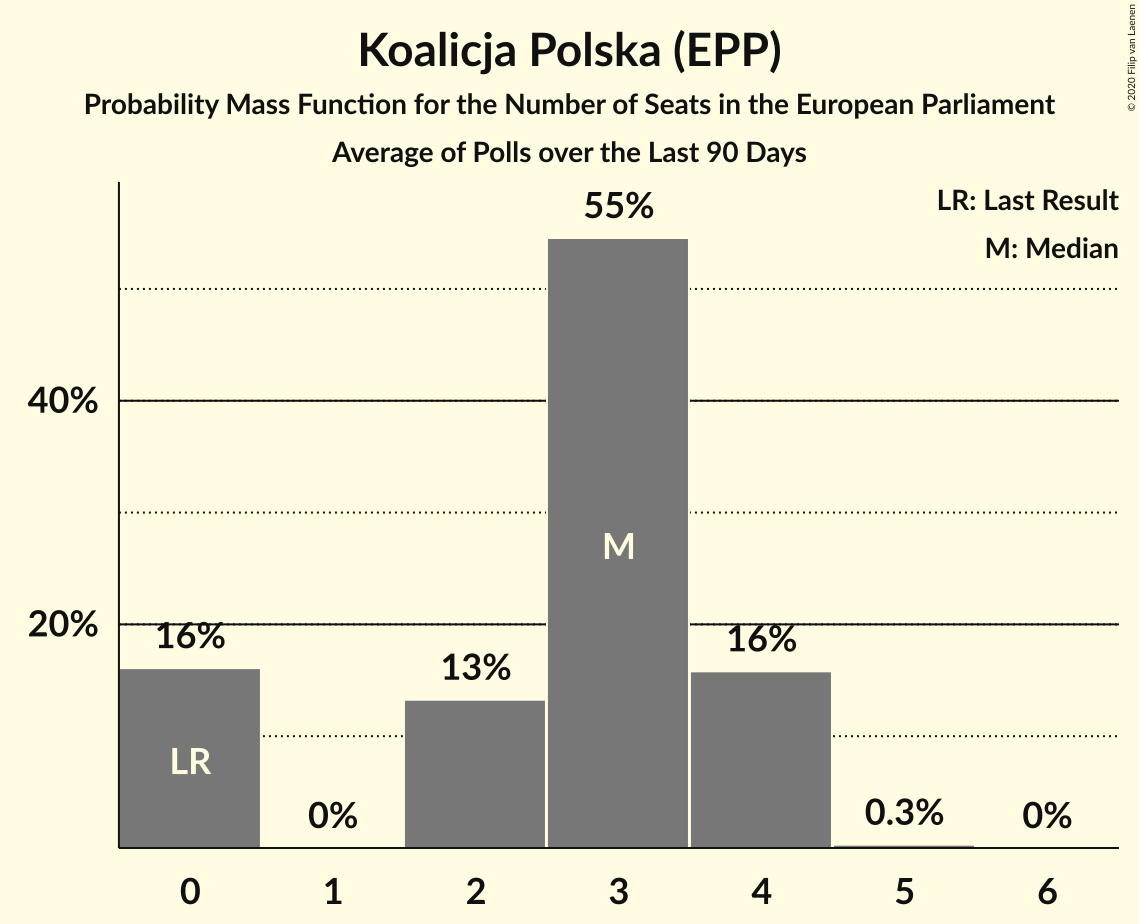 Koalicja Polska (EPP)
Probability Mass Function for the Number of Seats in the European Parliament
Average of Polls over the Last 90 Days
© 2020 Filip van Laenen
LR: Last Result
M: Median
55%
40%
M
20%
16%
13%
16%
LR
0%
0.3%
0%
0 1 2 3 4 5 6